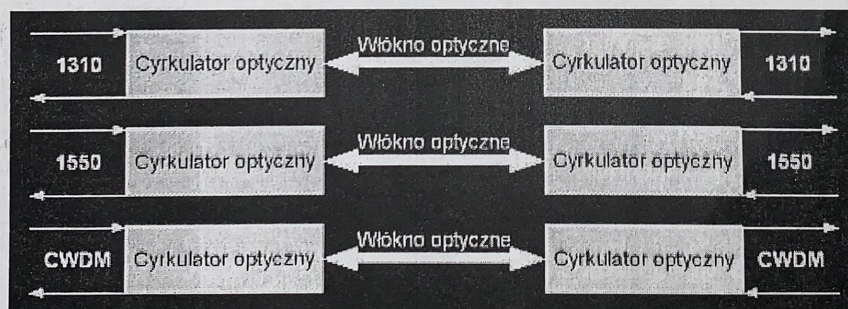 Włókno optyczne
1310 Cyrkulator optyczny Cyrkulator optyczny 1310
Włókno optyczne
1550 Cyrkulator optyczny Cyrkulator optyczny 1550
Włókno optyczne
CWDM Cyrkulator optyczny Cyrkulator optyczny CWDM